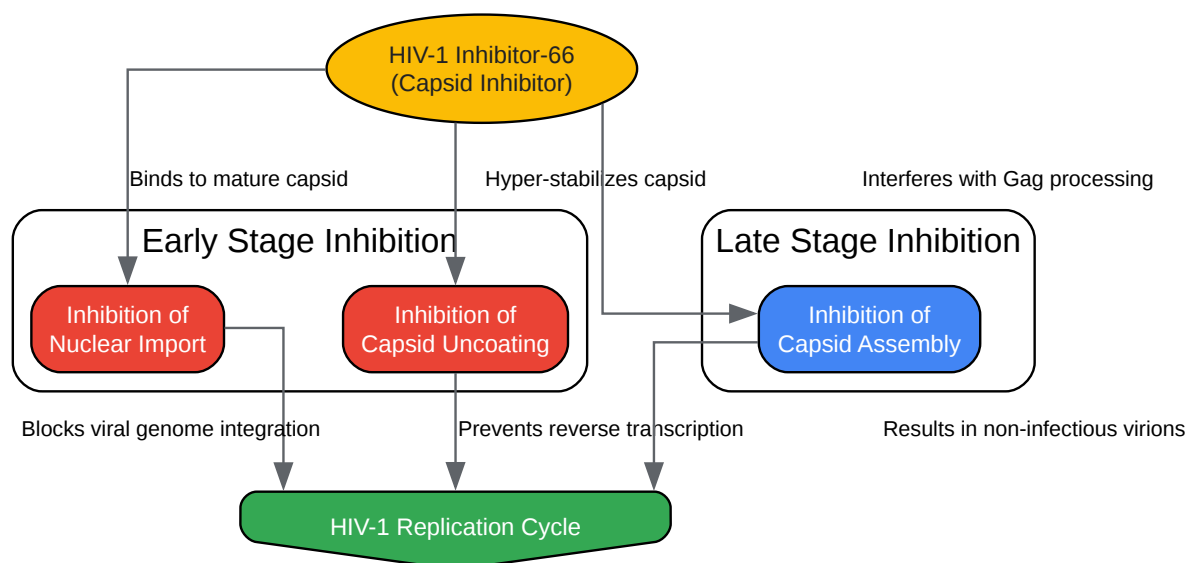 HIV-1 Inhibitor-66
(Capsid Inhibitor)
Binds to mature capsid
Hyper-stabilizes capsid
Interferes with Gag processing
Early Stage Inhibition
Late Stage Inhibition
Inhibition of
Nuclear Import
Inhibition of
Capsid Uncoating
Inhibition of
Capsid Assembly
Blocks viral genome integration
Prevents reverse transcription
Results in non-infectious virions
HIV-1 Replication Cycle